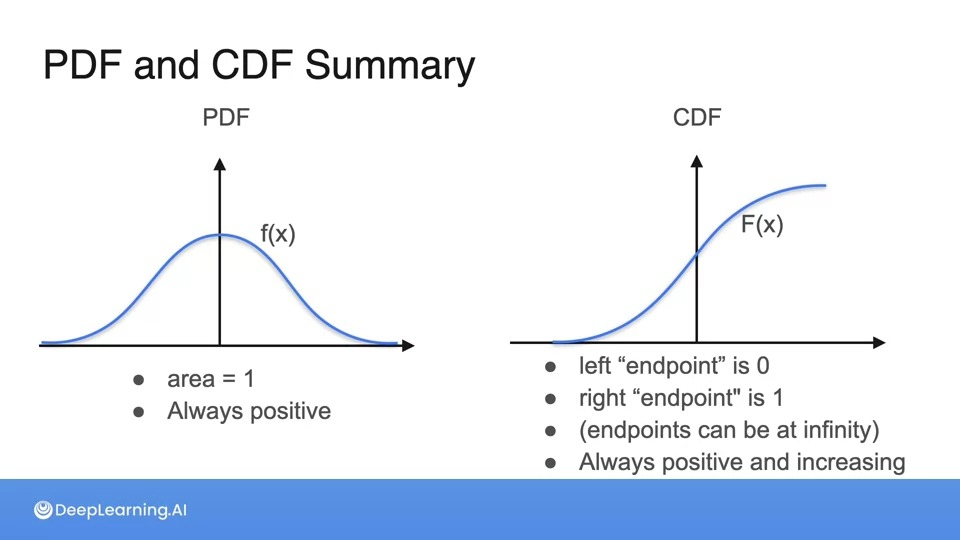 PDF and CDF Summary
PDF
f(x)
● area = 1
● Always positive
CDF
F(x)
● left “endpoint” is 0
● right “endpoint" is 1
● (endpoints can be at infinity)
● Always positive and increasing
DeepLearning.AI